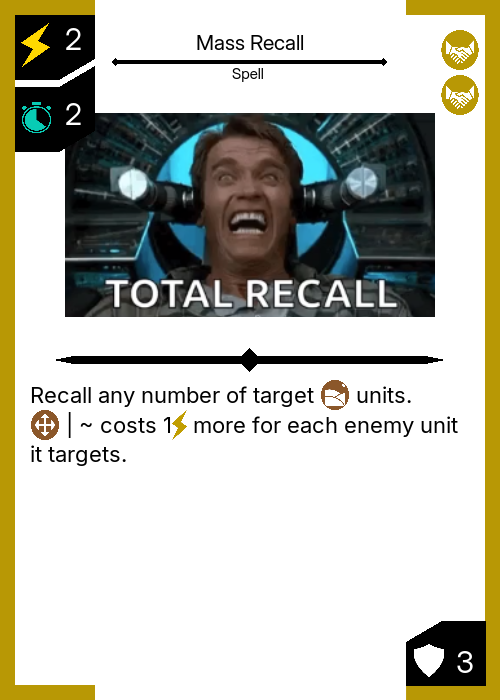 2
Mass Recall
Spell
2
TOTAL RECALL
Recall any number of target units.
| ~ costs 1 more for each enemy unit
it targets.
3